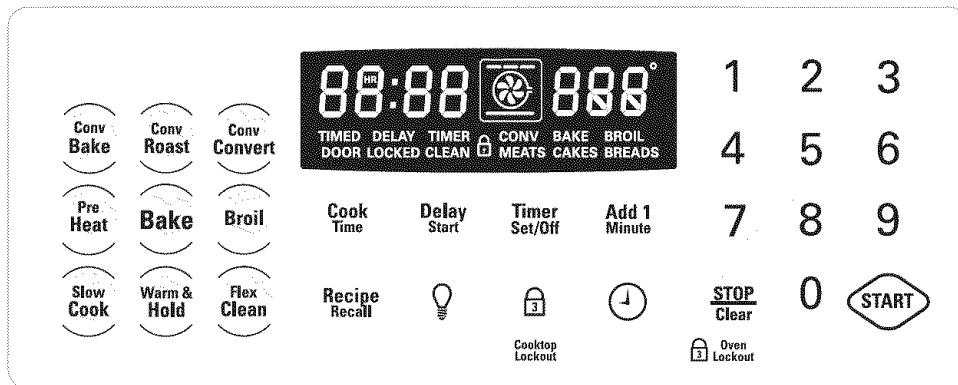 Conv
Bake
Conv
Roast
Conv
Convert
Pre
Heat
Bake
Broil
Slow
Cook
Warm &
Hold
Flex
Clean
88:88 888°
HR
TIMED DELAY TIMER CONV BAKE BROIL
DOOR LOCKED CLEAN MEATS CAKES BREADS
Cook
Time
Delay
Start
Timer
Set/Off
Add 1
Minute
Recipe
Recall
3
Cooktop
Lockout
1 2 3
4 5 6
7 8 9
STOP
Clear
0
START
3
Oven
Lockout